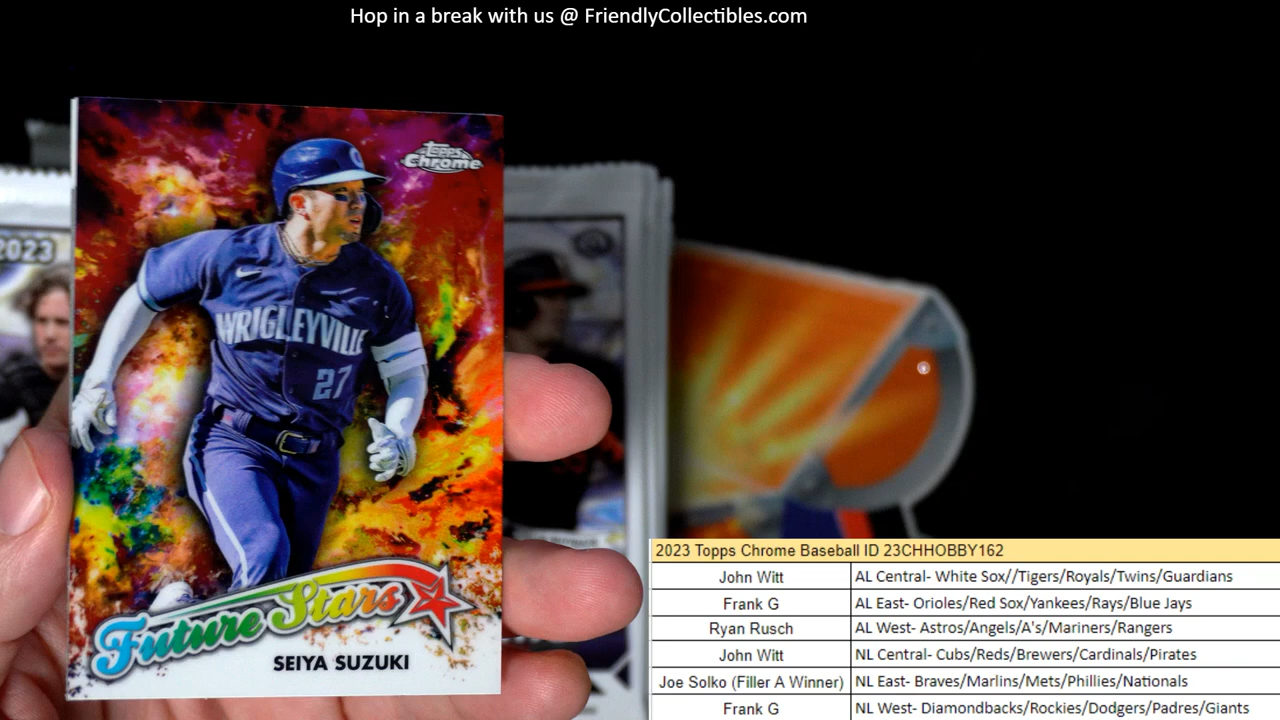 Hop in a break with us @ FriendlyCollectibles.com
Topps
Chrome
2023
WRIGLEYVILLE
27
Future Stars
SEIYA SUZUKI
2023 Topps Chrome Baseball ID 23CHHOBBY162
John Witt AL Central- White Sox//Tigers/Royals/Twins/Guardians
Frank G AL East- Orioles/Red Sox/Yankees/Rays/Blue Jays
Ryan Rusch AL West- Astros/Angels/A's/Mariners/Rangers
John Witt NL Central- Cubs/Reds/Brewers/Cardinals/Pirates
Joe Solko (Filler A Winner) NL East- Braves/Marlins/Mets/Phillies/Nationals
Frank G NL West- Diamondbacks/Rockies/Dodgers/Padres/Giants